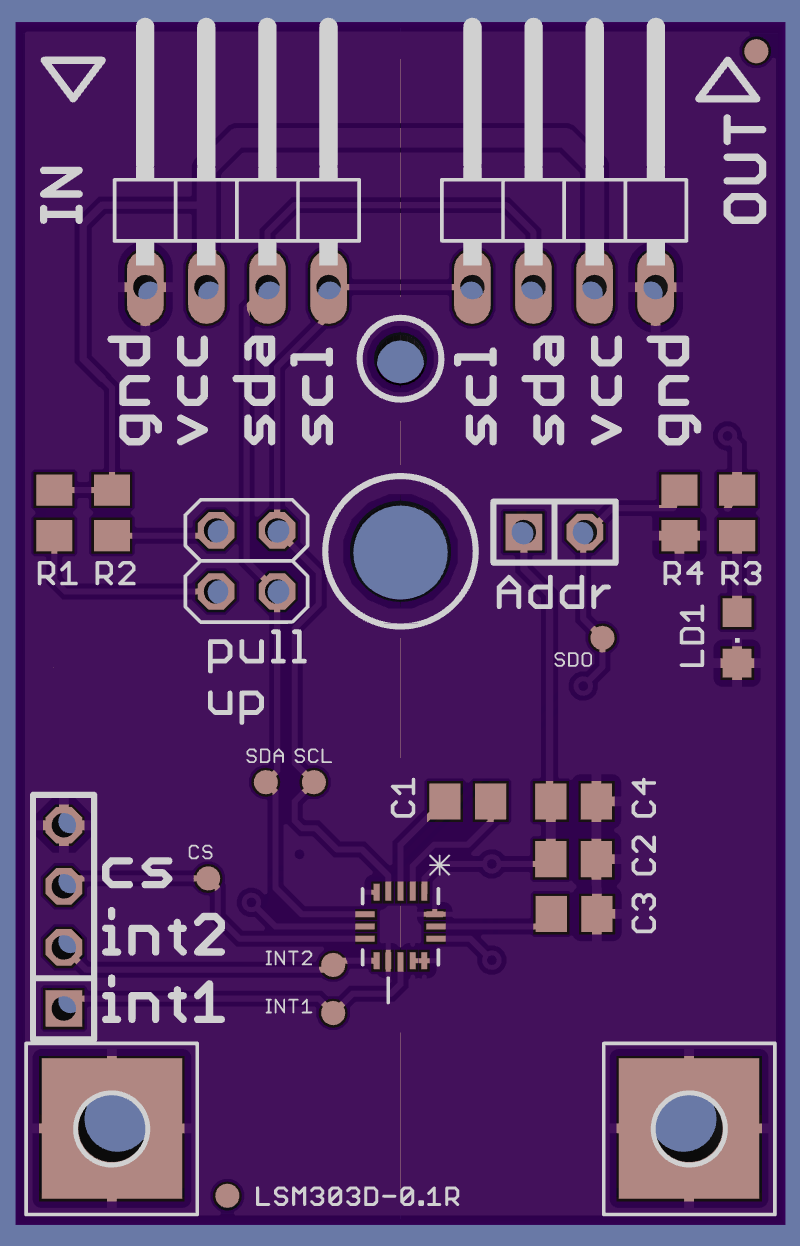 IN
OUT
gnd vcc sda scl
scl sda vcc gnd
R1 R2
R4 R3
Addr
pull
up
LD1
SDO
SDA SCL
C1
C4
CS
cs
C2
int2
C3
INT2
int1
INT1
LSM303D-0.1R